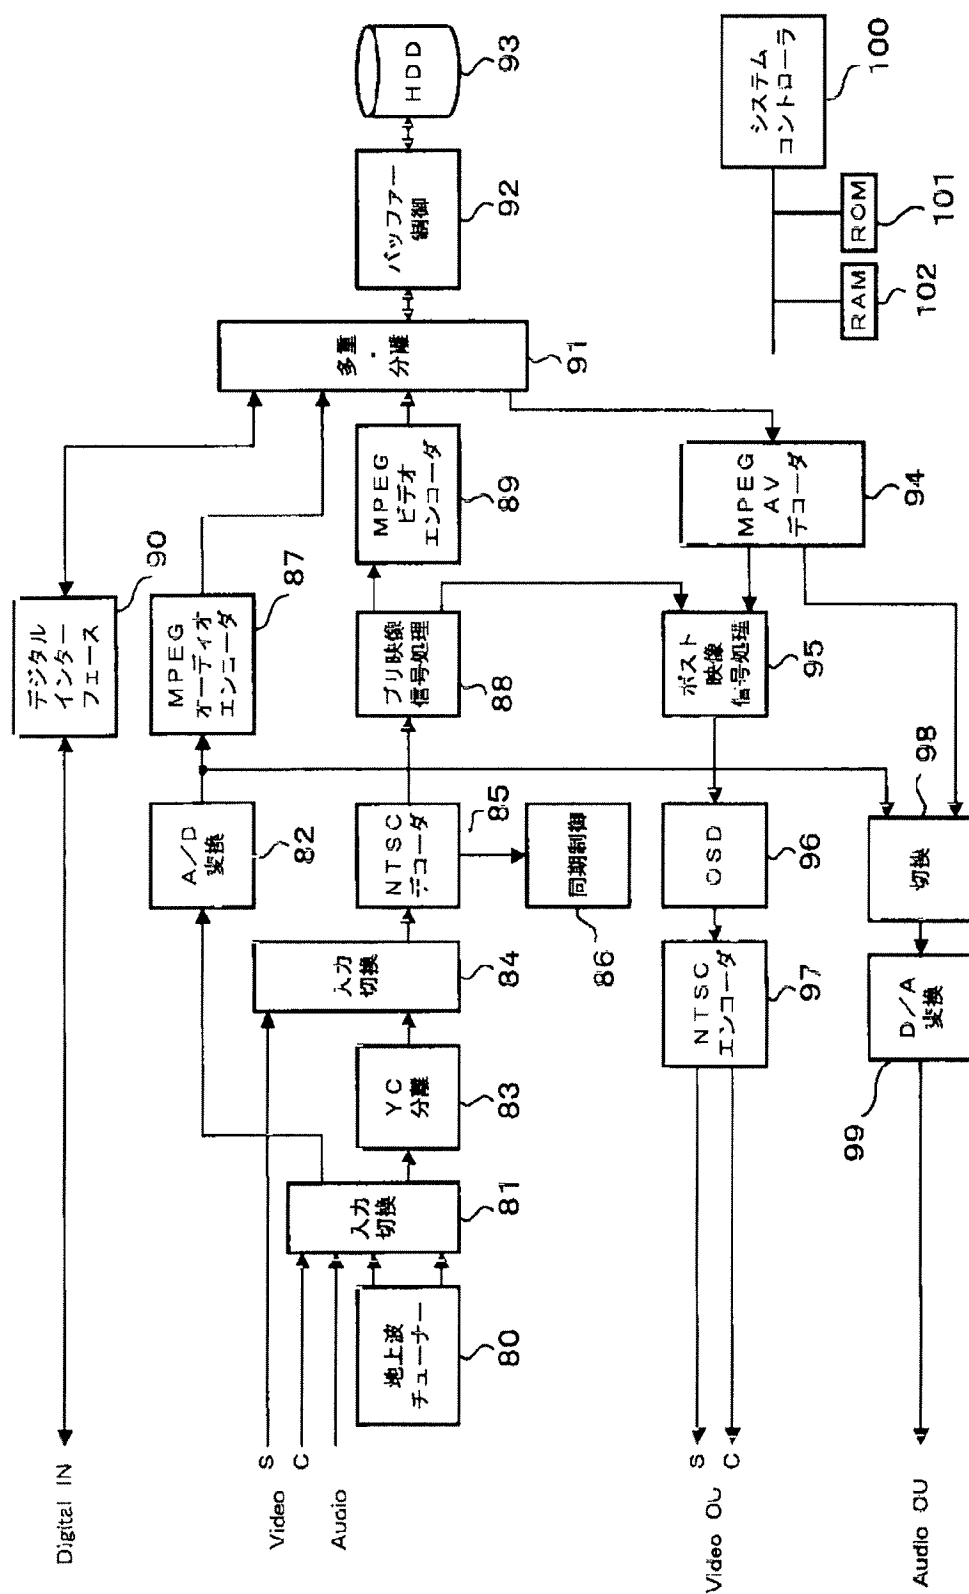 Digital IN
デジタル
インター
フェース
90
Video
S
C
Audio
地上波
チューナー
80
入力
切換
81
YC
分離
83
入力
切換
84
A/D
変換
82
NTSC
デコーダ
85
同期制御
86
MPEG
オーディオ
エンコーダ
87
プリ映像
信号処理
88
MPEG
ビデオ
エンコーダ
89
多重
・
分離
91
バッファー
制御
92
HDD
93
MPEG
AV
デコーダ
94
ポスト
映像
信号処理
95
OSD
96
NTSC
エンコーダ
97
Video OU
S
C
切換
98
D/A
変換
99
Audio OU
システム
コントローラ
100
ROM
101
RAM
102